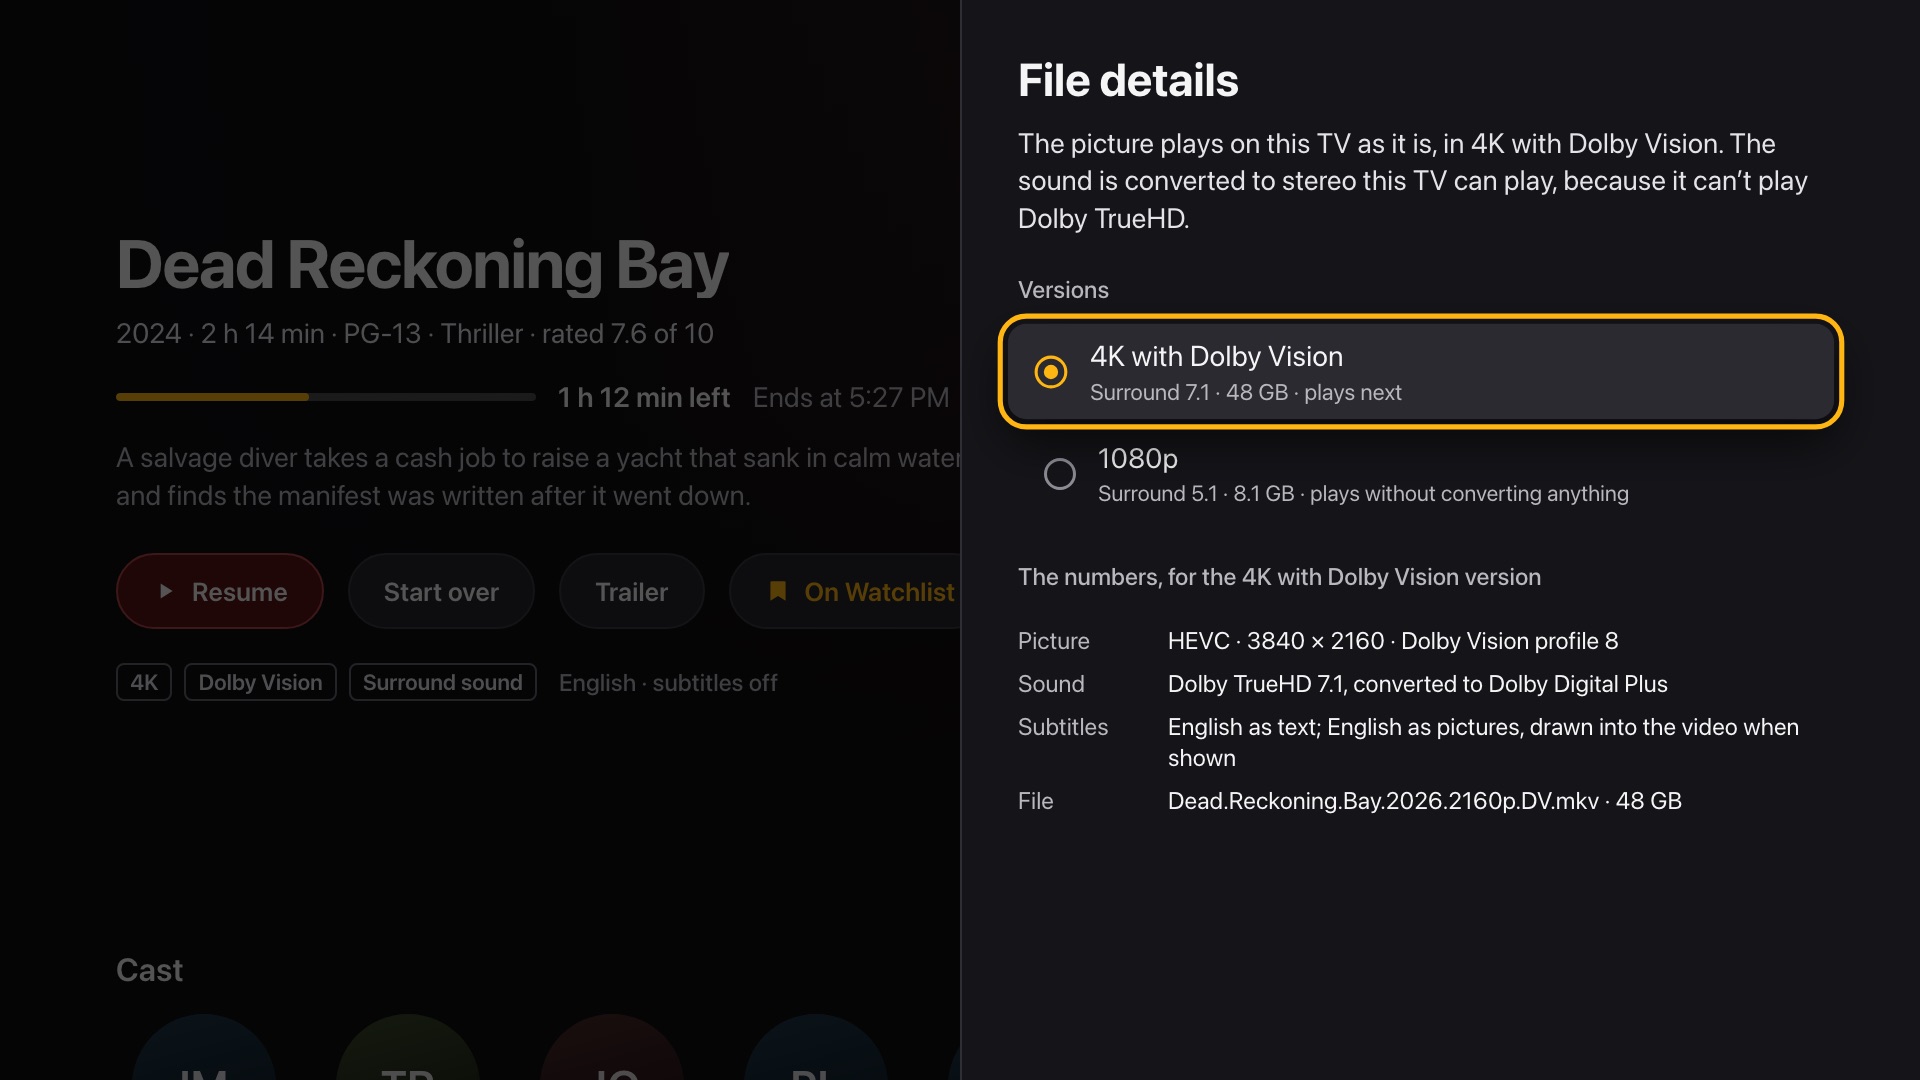 Dead Reckoning Bay
2024 · 2 h 14 min · PG-13 · Thriller · rated 7.6 of 10
1 h 12 min left Ends at 5:27 PM
A salvage diver takes a cash job to raise a yacht that sank in calm water
and finds the manifest was written after it went down.
Resume
Start over
Trailer
On Watchlist
4K
Dolby Vision
Surround sound
English · subtitles off
Cast
File details
The picture plays on this TV as it is, in 4K with Dolby Vision. The
sound is converted to stereo this TV can play, because it can’t play
Dolby TrueHD.
Versions
4K with Dolby Vision
Surround 7.1 · 48 GB · plays next
1080p
Surround 5.1 · 8.1 GB · plays without converting anything
The numbers, for the 4K with Dolby Vision version
Picture HEVC · 3840 × 2160 · Dolby Vision profile 8
Sound Dolby TrueHD 7.1, converted to Dolby Digital Plus
Subtitles English as text; English as pictures, drawn into the video when
shown
File Dead.Reckoning.Bay.2026.2160p.DV.mkv · 48 GB